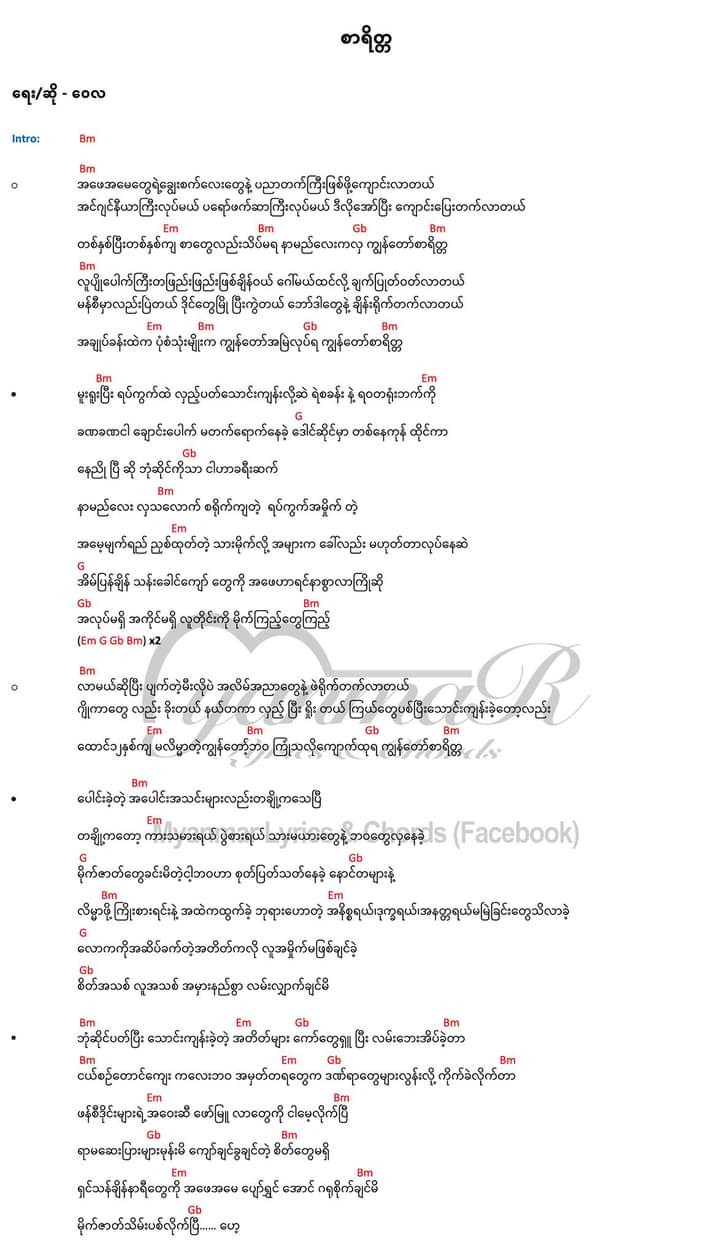 စာရိတ္တ
ရေး/ဆို - ဝေလ
Intro: Bm
Bm
အဖေအမေတွေရဲ့ချွေးစက်လေးတွေနဲ့ ပညာတက်ကြီးဖြစ်ဖို့ကျောင်းလာတယ်
အင်ဂျင်နီယာကြီးလုပ်မယ် ပရော်ဖက်ဆာကြီးလုပ်မယ် ဒီလိုအော်ပြီး ကျောင်းပြေးတက်လာတယ်
Em Bm Gb Bm
တစ်နှစ်ပြီးတစ်နှစ်ကျ စာတွေလည်းသိပ်မရ နာမည်လေးကလှ ကျွန်တော်စာရိတ္တ
Bm
လူပျိုပေါက်ကြီးတဖြည်းဖြည်းဖြစ်ချိန်ဝယ် ဂေါ်မယ်ထင်လို့ ချက်ပြုတ်ဝတ်လာတယ်
မန်စီမှာလည်းပြဲတယ် ဒိုင်တွေမြို ပြီးကွဲတယ် ဘော်ဒါတွေနဲ့ ချိန်းရိုက်တက်လာတယ်
Em Bm Gb Bm
အချုပ်ခန်းထဲက ပုံစံသုံးမျိုးက ကျွန်တော်အမြဲလုပ်ရ ကျွန်တော်စာရိတ္တ
Bm Em
မူးရူးပြီး ရပ်ကွက်ထဲ လှည့်ပတ်သောင်းကျန်းလို့ဆဲ ရဲစခန်း နဲ့ ရဝတရုံးဘက်ကို
G
ခဏခဏငါ ချောင်းပေါက် မတက်ရောက်နေခဲ့ ဒေါင်ဆိုင်မှာ တစ်နေကုန် ထိုင်ကာ
Gb
နေညို ပြီ ဆို ဘုံဆိုင်ကိုသာ ငါဟာခရီးဆက်
Bm
နာမည်လေး လှသလောက် စရိုက်ကျတဲ့ ရပ်ကွက်အမှိုက် တဲ့
Em
အမေ့မျက်ရည် ညှစ်ထုတ်တဲ့ သားမိုက်လို့ အများက ခေါ်လည်း မဟုတ်တာလုပ်နေဆဲ
G
အိမ်ပြန်ချိန် သန်းခေါင်ကျော် တွေကို အဖေဟာရင်နာစွာလာကြိုဆို
Gb Bm
အလုပ်မရှိ အကိုင်မရှိ လူတိုင်းကို မိုက်ကြည့်တွေကြည့်
(Em G Gb Bm) x2
Bm
လာမယ်ဆိုပြီး ပျက်တဲ့မီးလိုပဲ အလိမ်အညာတွေနဲ့ ဖဲရိုက်တက်လာတယ်
ဂျိုကာတွေ လည်း ခိုးတယ် နယ်တကာ လှည့် ပြီး ရှိုး တယ် ကြယ်တွေပစ်ပြီးသောင်းကျန်းခဲ့တော့လည်း
Em Bm Gb Bm
ထောင်၁၂နှစ်ကျ မလိမ္မာတဲ့ကျွန်တော့်ဘဝ ကြုံသလိုကျောက်ထုရ ကျွန်တော်စာရိတ္တ
Bm
ပေါင်းခဲ့တဲ့ အပေါင်းအသင်းများလည်းတချို့ကသေပြီ
Em
တချို့ကတော့ ကားသမားရယ် ပွဲစားရယ် သားမယားတွေနဲ့ ဘဝတွေလှနေခဲ့
G Gb
မိုက်ဇာတ်တွေခင်းမိတဲ့ငါ့ဘဝဟာ စုတ်ပြတ်သတ်နေခဲ့ နောင်တများနဲ့
Bm Em
လိမ္မာဖို့ ကြိုးစားရင်းနဲ့ အထဲကထွက်ခဲ့ ဘုရားဟောတဲ့ အနိစ္စရယ်၊ဒုက္ခရယ်၊အနတ္တရယ်မမြဲခြင်းတွေသိလာခဲ့
G
လောကကိုအဆိပ်ခတ်တဲ့အတိတ်ကလို လူအမှိုက်မဖြစ်ချင်ခဲ့
Gb
စိတ်အသစ် လူအသစ် အမှားနည်စွာ လမ်းလျှာက်ချင်မိ
Bm Em Gb Bm
ဘုံဆိုင်ပတ်ပြီး သောင်းကျန်းခဲ့တဲ့ အတိတ်များ ကော်တွေရှူ ပြီး လမ်းဘေးအိပ်ခဲ့တာ
Bm Em Gb Bm
ငယ်စဉ်တောင်ကျေး ကလေးဘဝ အမှတ်တရတွေက ဒဏ်ရာတွေများလွန်းလို့ ကိုက်ခဲလိုက်တာ
Em Bm
ဖန်စီဒိုင်းများရဲ့ အဝေးဆီ ဖော်မြူ လာတွေကို ငါမေ့လိုက်ပြီ
Gb Bm
ရာမဆေးပြားများမုန်းမိ ကျော်ချင်ခွချင်တဲ့ စိတ်တွေမရှိ
Em Bm
ရှင်သန်ချိန်နာရီတွေကို အဖေအမေ ပျော်ရွှင် အောင် ဂရုစိုက်ချင်မိ
Gb
မိုက်ဇာတ်သိမ်းပစ်လိုက်ပြီ...... ဟေ့
MyanmaR
Lyrics & Chords
Myanmar Lyrics & Chords (Facebook)